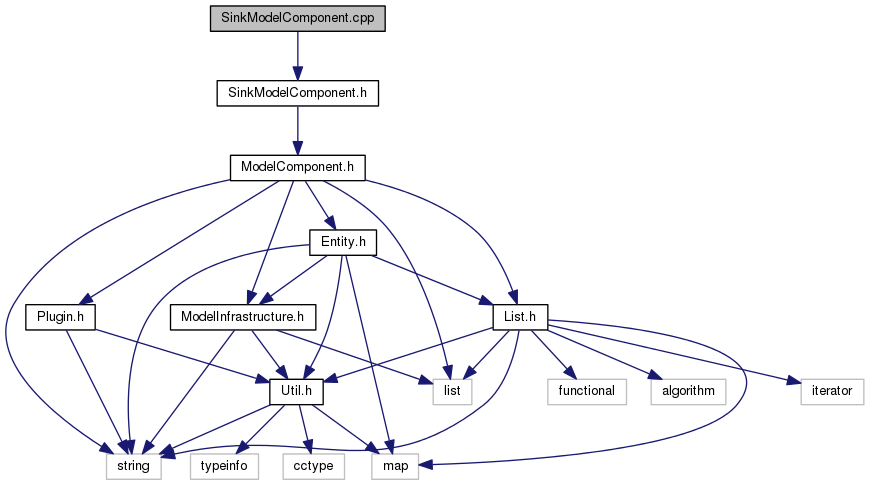 SinkModelComponent.cpp
SinkModelComponent.h
ModelComponent.h
Entity.h
Plugin.h
ModelInfrastructure.h
List.h
Util.h
list
functional
algorithm
iterator
string
typeinfo
cctype
map